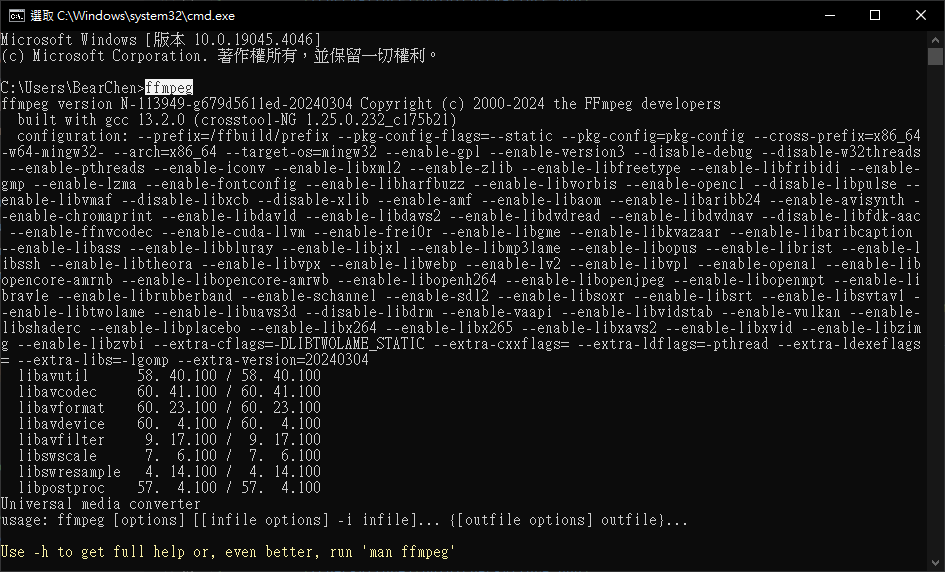 選取 C:\Windows\system32\cmd.exe
Microsoft Windows [版本 10.0.19045.4046]
(c) Microsoft Corporation. 著作權所有，並保留一切權利。
C:\Users\BearChen>ffmpeg
ffmpeg version N-113949-g679d5611ed-20240304 Copyright (c) 2000-2024 the FFmpeg developers
  built with gcc 13.2.0 (crosstool-NG 1.25.0.232_c175b21)
  configuration: --prefix=/ffbuild/prefix --pkg-config-flags=--static --pkg-config=pkg-config --cross-prefix=x86_64
-w64-mingw32- --arch=x86_64 --target-os=mingw32 --enable-gpl --enable-version3 --disable-debug --disable-w32threads
 --enable-pthreads --enable-iconv --enable-libxml2 --enable-zlib --enable-libfreetype --enable-libfribidi --enable-
gmp --enable-lzma --enable-fontconfig --enable-libharfbuzz --enable-libvorbis --enable-opencl --disable-libpulse --
enable-libvmaf --disable-libxcb --disable-xlib --enable-amf --enable-libaom --enable-libaribb24 --enable-avisynth -
-enable-chromaprint --enable-libdav1d --enable-libdavs2 --enable-libdvdread --enable-libdvdnav --disable-libfdk-aac
 --enable-ffnvcodec --enable-cuda-llvm --enable-frei0r --enable-libgme --enable-libkvazaar --enable-libaribcaption
 --enable-libass --enable-libbluray --enable-libjxl --enable-libmp3lame --enable-libopus --enable-librist --enable-l
ibssh --enable-libtheora --enable-libvpx --enable-libwebp --enable-lv2 --enable-libvpl --enable-openal --enable-lib
opencore-amrnb --enable-libopencore-amrwb --enable-libopenh264 --enable-libopenjpeg --enable-libopenmpt --enable-li
brav1e --enable-librubberband --enable-schannel --enable-sdl2 --enable-libsoxr --enable-libsrt --enable-libsvtav1 -
-enable-libtwolame --enable-libuavs3d --disable-libdrm --enable-vaapi --enable-libvidstab --enable-vulkan --enable-
libshaderc --enable-libplacebo --enable-libx264 --enable-libx265 --enable-libxavs2 --enable-libxvid --enable-libzim
g --enable-libzvbi --extra-cflags=-DLIBTWOLAME_STATIC --extra-cxxflags= --extra-ldflags=-pthread --extra-ldexeflags
= --extra-libs=-lgomp --extra-version=20240304
  libavutil      58. 40.100 / 58. 40.100
  libavcodec     60. 41.100 / 60. 41.100
  libavformat    60. 23.100 / 60. 23.100
  libavdevice    60.  4.100 / 60.  4.100
  libavfilter     9. 17.100 /  9. 17.100
  libswscale      7.  6.100 /  7.  6.100
  libswresample   4. 14.100 /  4. 14.100
  libpostproc    57.  4.100 / 57.  4.100
Universal media converter
usage: ffmpeg [options] [[infile options] -i infile]... {[outfile options] outfile}...
Use -h to get full help or, even better, run 'man ffmpeg'